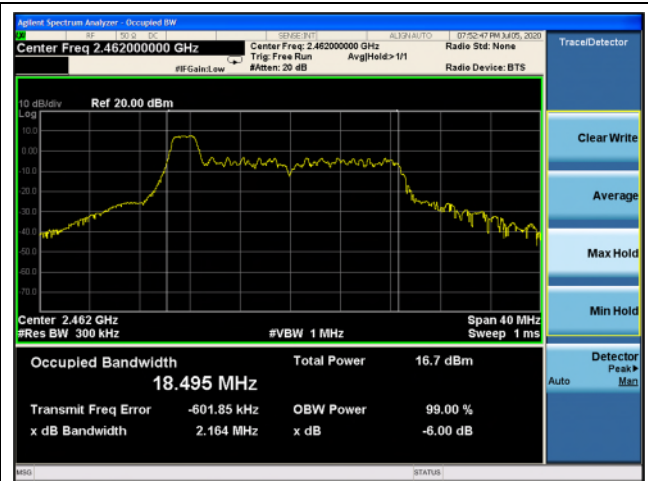 Agilent Spectrum Analyzer - Occupied BW
RF 50 Ω DC SENSE:INT ALIGN AUTO 07:52:47 PM Jul 05, 2020
Center Freq 2.462000000 GHz Center Freq: 2.462000000 GHz Radio Std: None Trace/Detector
Trig: Free Run Avg|Hold:> 1/1
#IFGain:Low #Atten: 20 dB Radio Device: BTS
10 dB/div Ref 20.00 dBm
Log
10.0
0.00
-10.0
-20.0
-30.0
-40.0
-50.0
-60.0
-70.0
Clear Write
Average
Max Hold
Min Hold
Center 2.462 GHz Span 40 MHz
#Res BW 300 kHz #VBW 1 MHz Sweep 1 ms
Detector
Peak▶
Auto Man
Occupied Bandwidth Total Power 16.7 dBm
18.495 MHz
Transmit Freq Error -601.85 kHz OBW Power 99.00 %
x dB Bandwidth 2.164 MHz x dB -6.00 dB
MSG STATUS